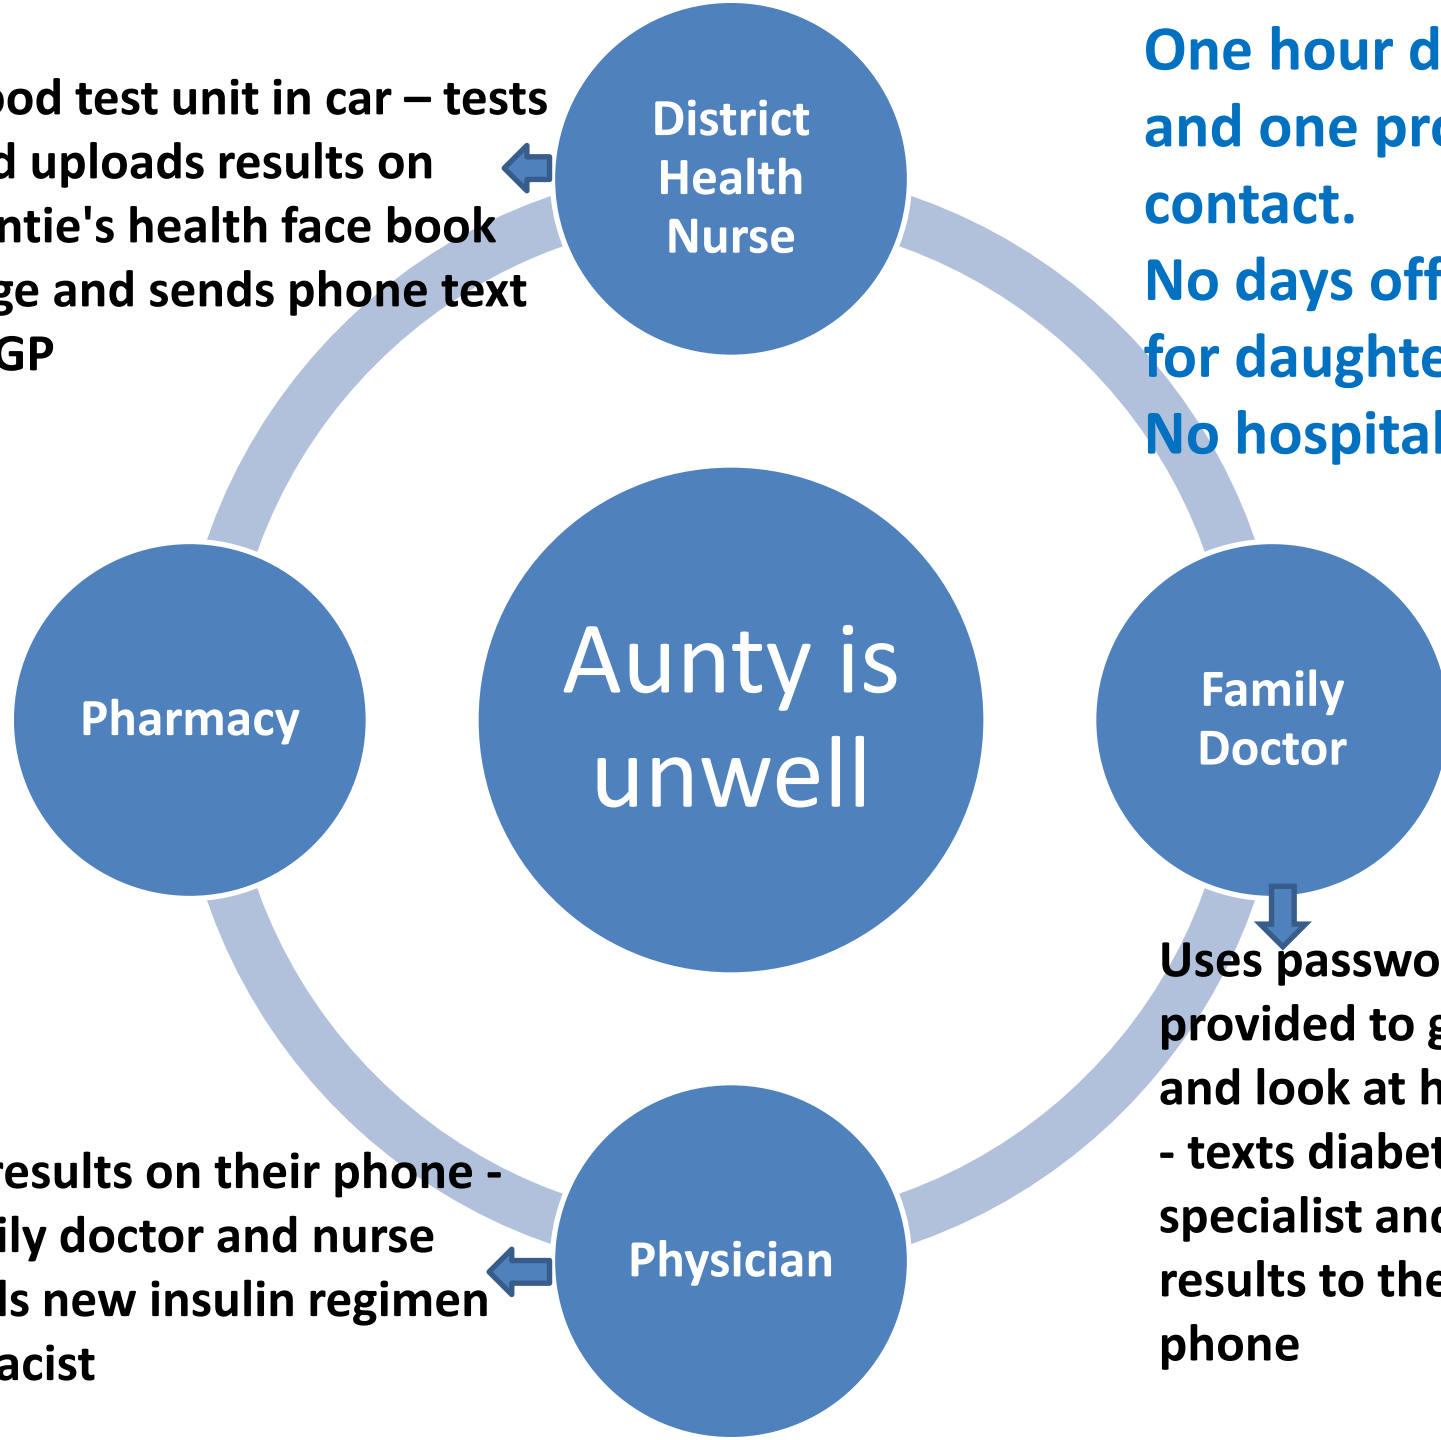 ood test unit in car – tests
d uploads results on
ntie's health face book
ge and sends phone text
GP
District
Health
Nurse
One hour d
and one pro
contact.
No days off
for daughte
No hospital
Pharmacy
Aunty is
unwell
Family
Doctor
results on their phone -
ily doctor and nurse
ds new insulin regimen
acist
Physician
Uses passwo
provided to g
and look at h
- texts diabet
specialist and
results to the
phone